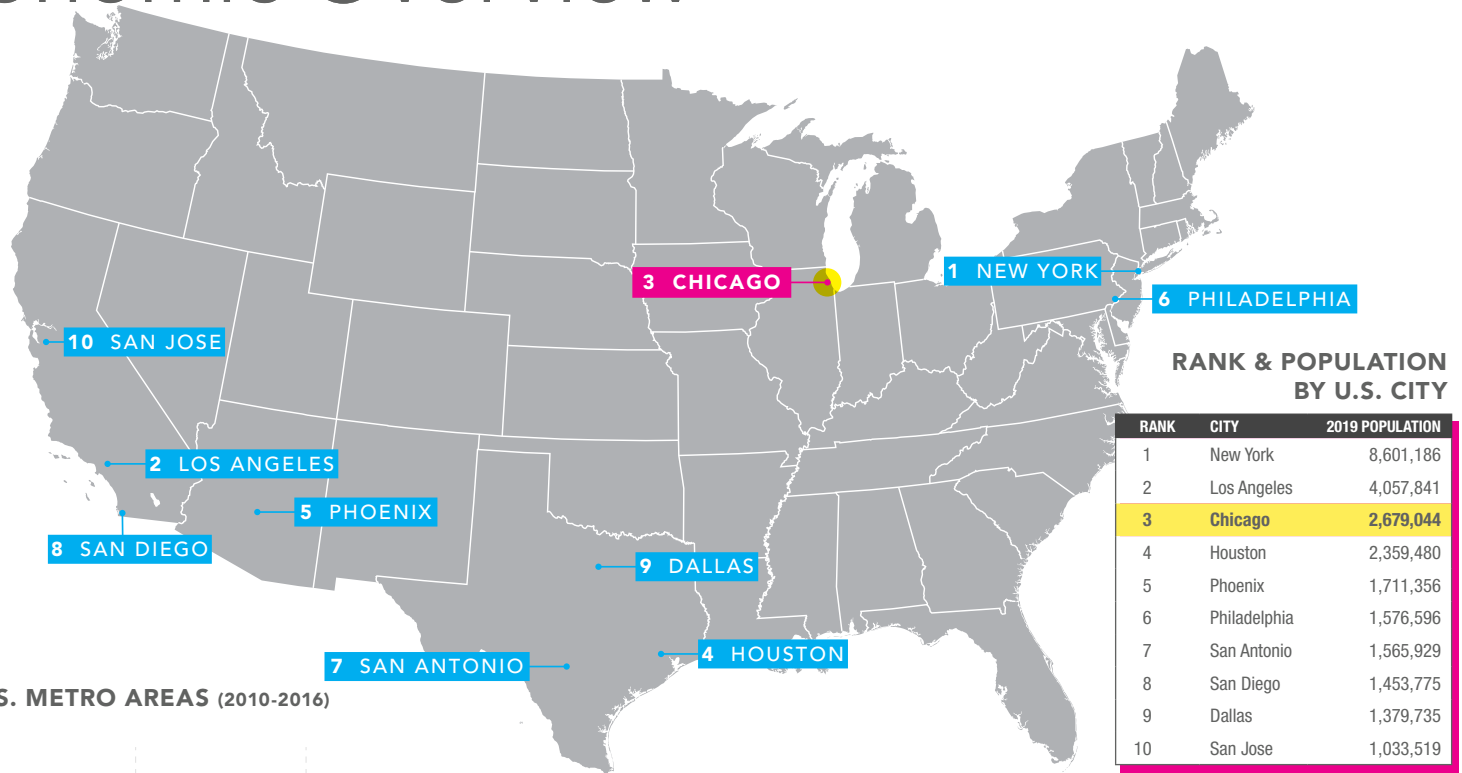 Overview
1 NEW YORK
3 CHICAGO
6 PHILADELPHIA
10 SAN JOSE
2 LOS ANGELES
5 PHOENIX
8 SAN DIEGO
9 DALLAS
4 HOUSTON
7 SAN ANTONIO
RANK & POPULATION
BY U.S. CITY
RANK CITY 2019 POPULATION
1 New York 8,601,186
2 Los Angeles 4,057,841
3 Chicago 2,679,044
4 Houston 2,359,480
5 Phoenix 1,711,356
6 Philadelphia 1,576,596
7 San Antonio 1,565,929
8 San Diego 1,453,775
9 Dallas 1,379,735
10 San Jose 1,033,519
S. METRO AREAS (2010-2016)